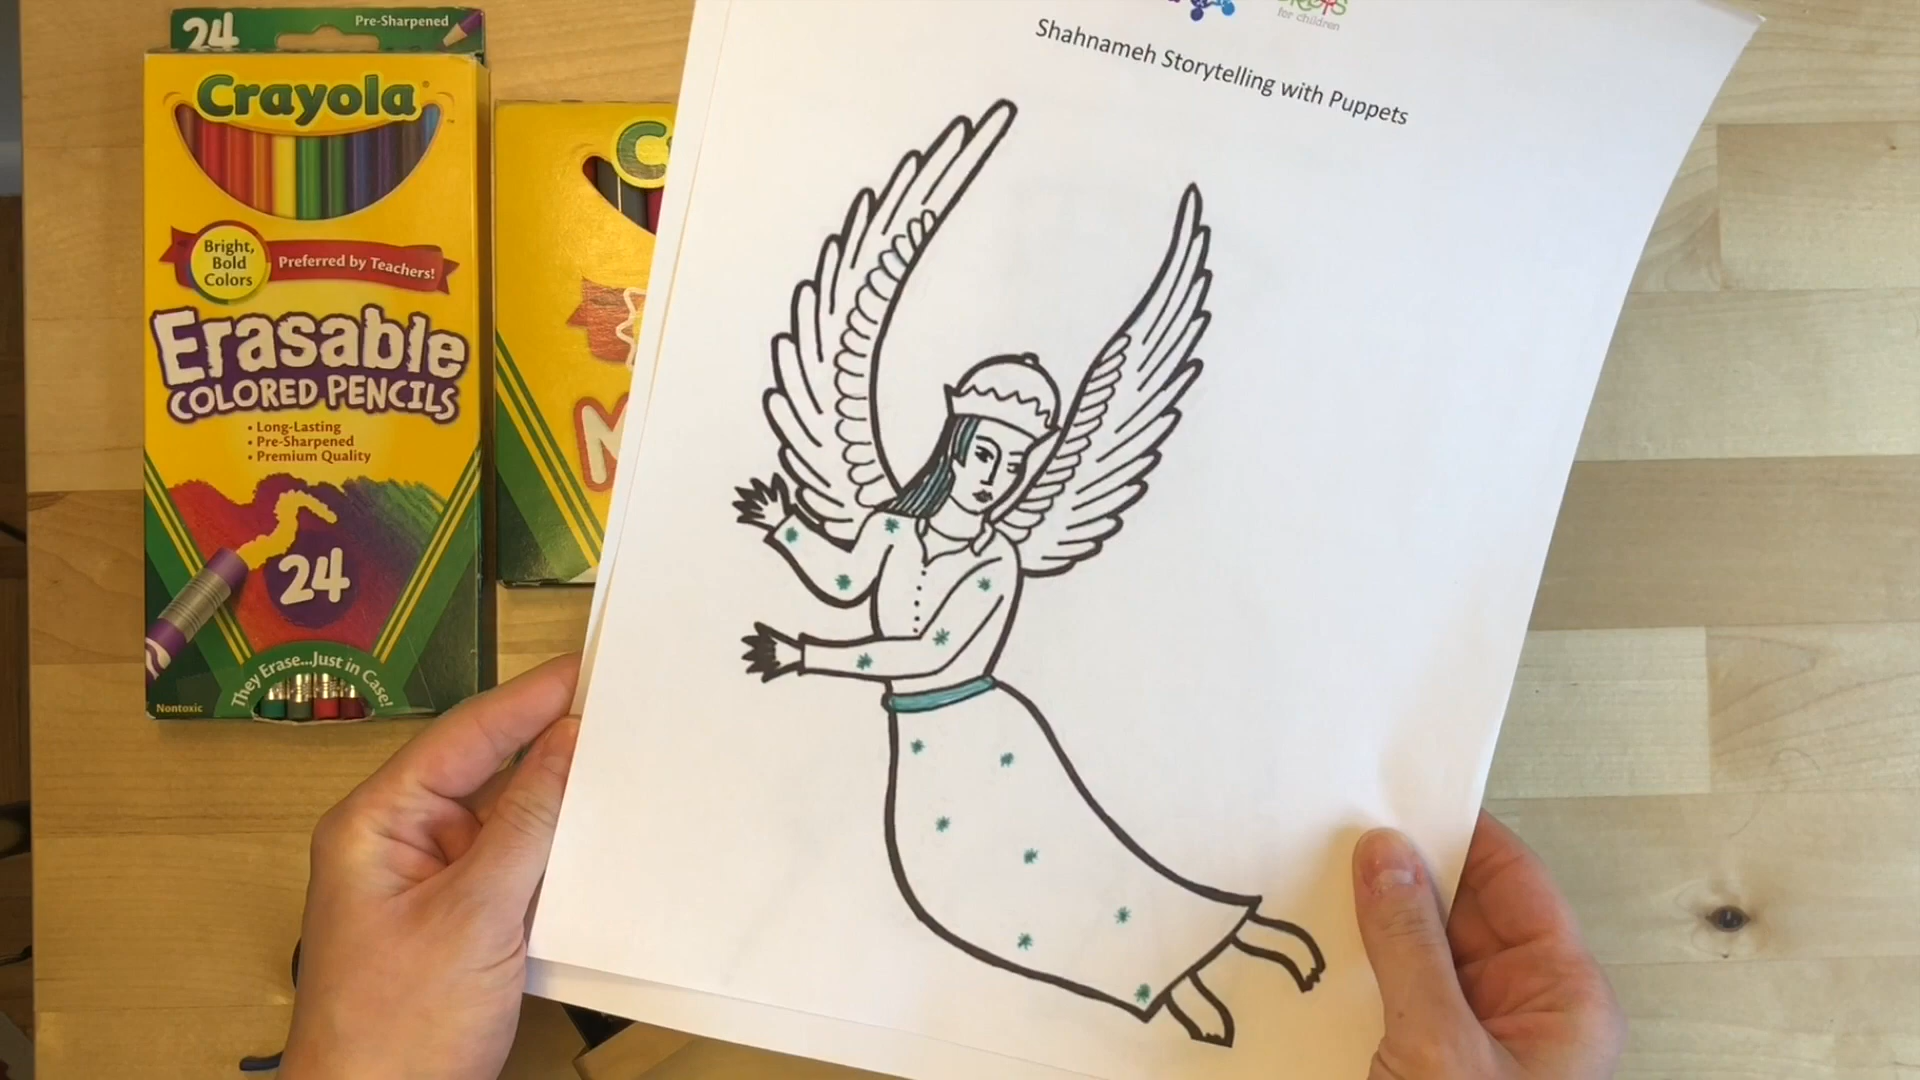 24
Pre-Sharpened
Crayola
Bright,
Bold
Colors
Preferred by Teachers!
Erasable
COLORED PENCILS
• Long-Lasting
• Pre-Sharpened
• Premium Quality
24
They Erase...Just in Case!
Nontoxic
C
M
for children
Shahnameh Storytelling with Puppets